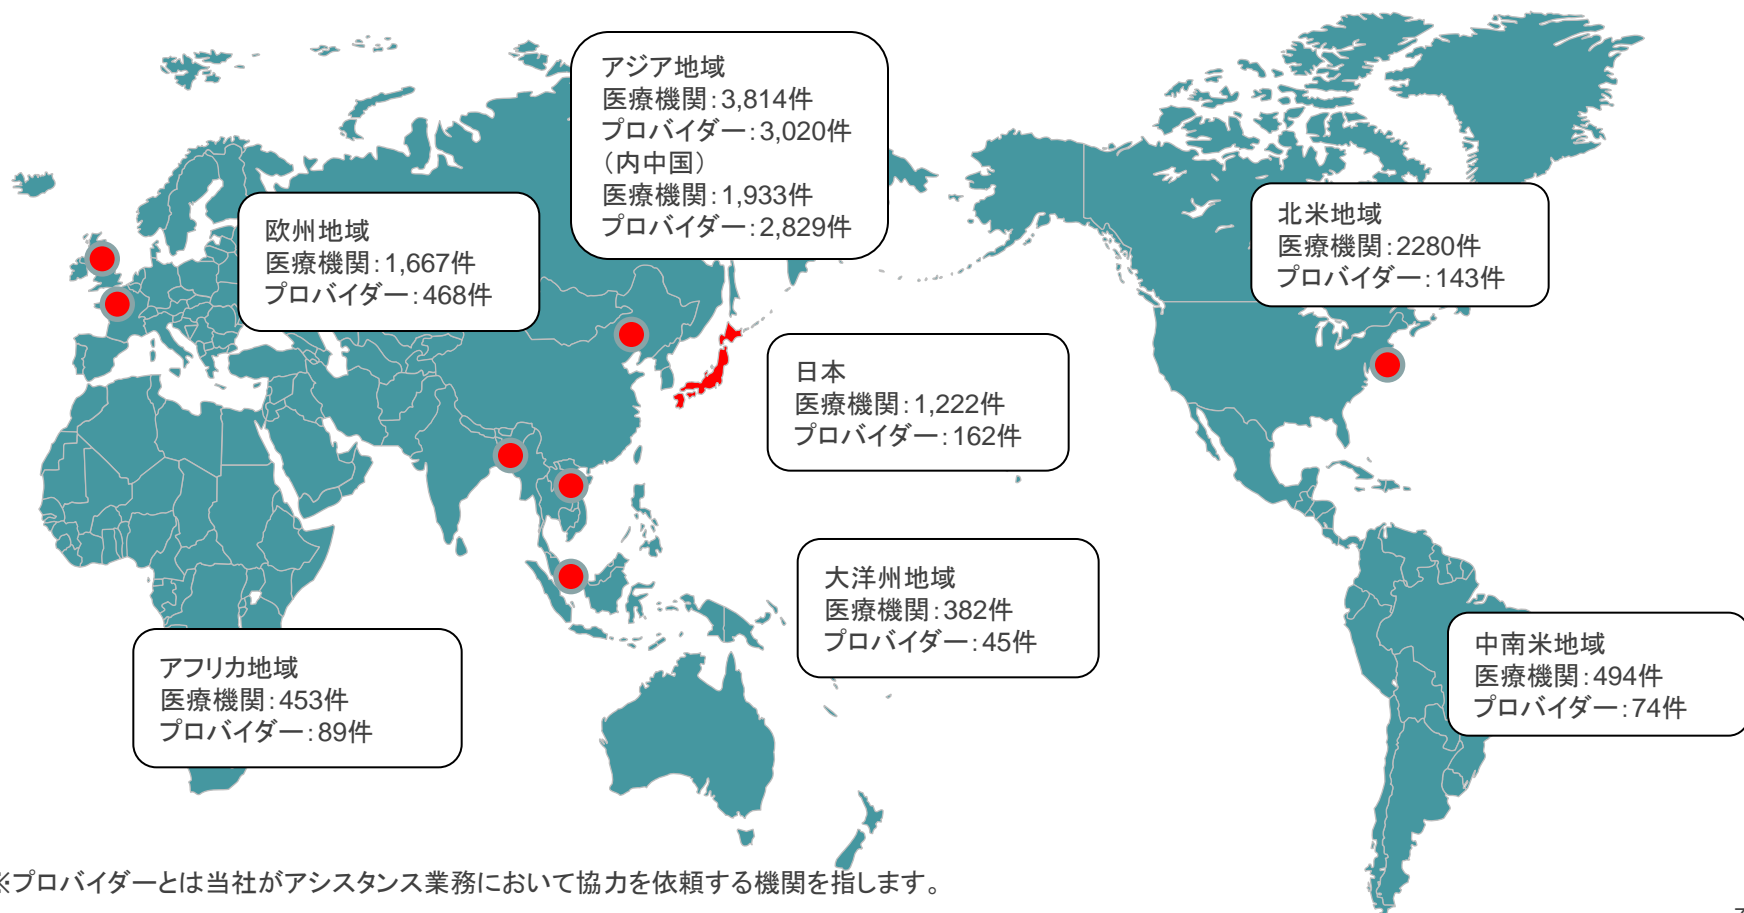 アジア地域
医療機関：3,814件
プロバイダー：3,020件
（内中国）
医療機関：1,933件
プロバイダー：2,829件
欧州地域
医療機関：1,667件
プロバイダー：468件
北米地域
医療機関：2280件
プロバイダー：143件
日本
医療機関：1,222件
プロバイダー：162件
大洋州地域
医療機関：382件
プロバイダー：45件
アフリカ地域
医療機関：453件
プロバイダー：89件
中南米地域
医療機関：494件
プロバイダー：74件
※プロバイダーとは当社がアシスタンス業務において協力を依頼する機関を指します。